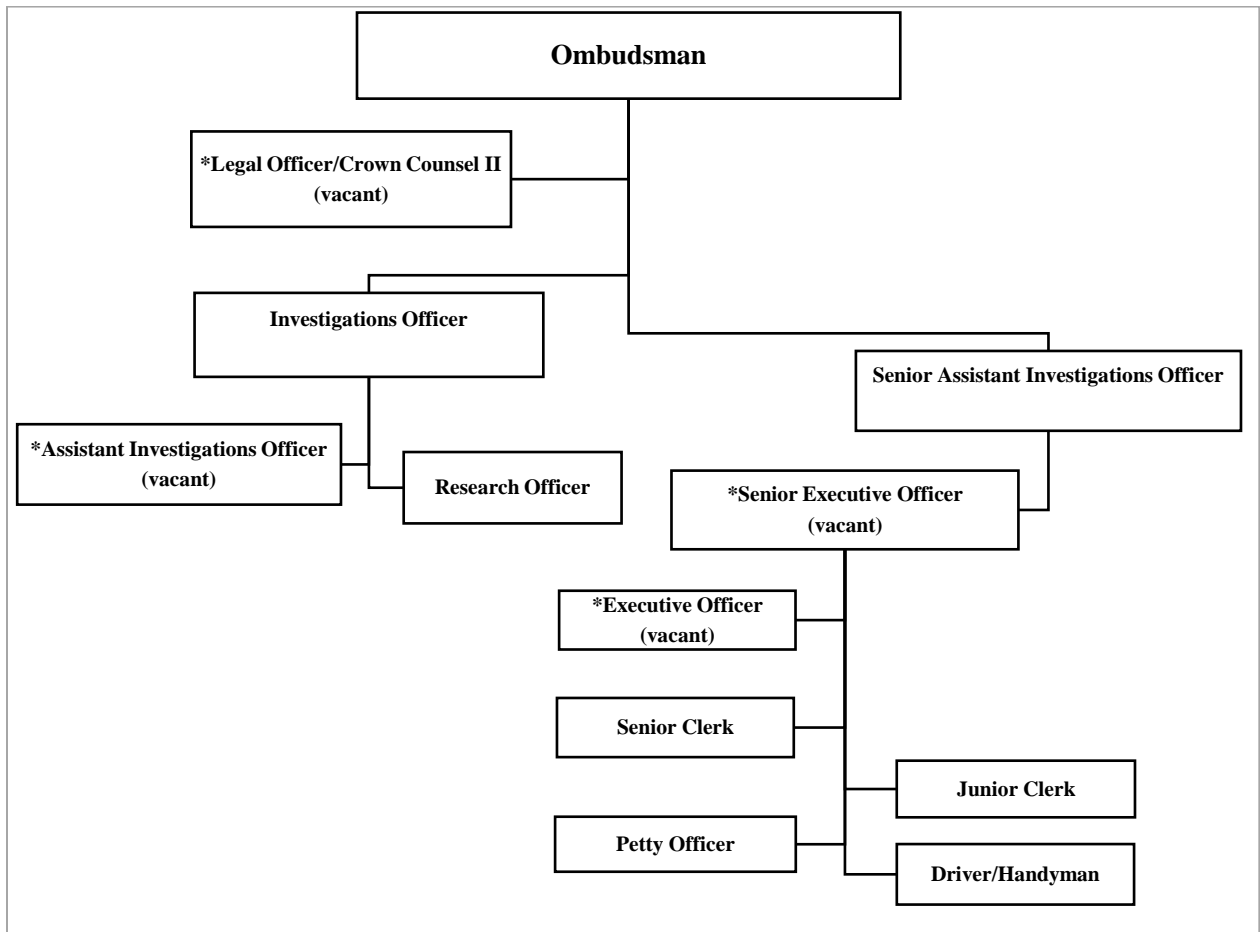 Ombudsman
*Legal Officer/Crown Counsel II
(vacant)
Investigations Officer
Senior Assistant Investigations Officer
*Assistant Investigations Officer
(vacant)
Research Officer
*Senior Executive Officer
(vacant)
*Executive Officer
(vacant)
Senior Clerk
Junior Clerk
Petty Officer
Driver/Handyman